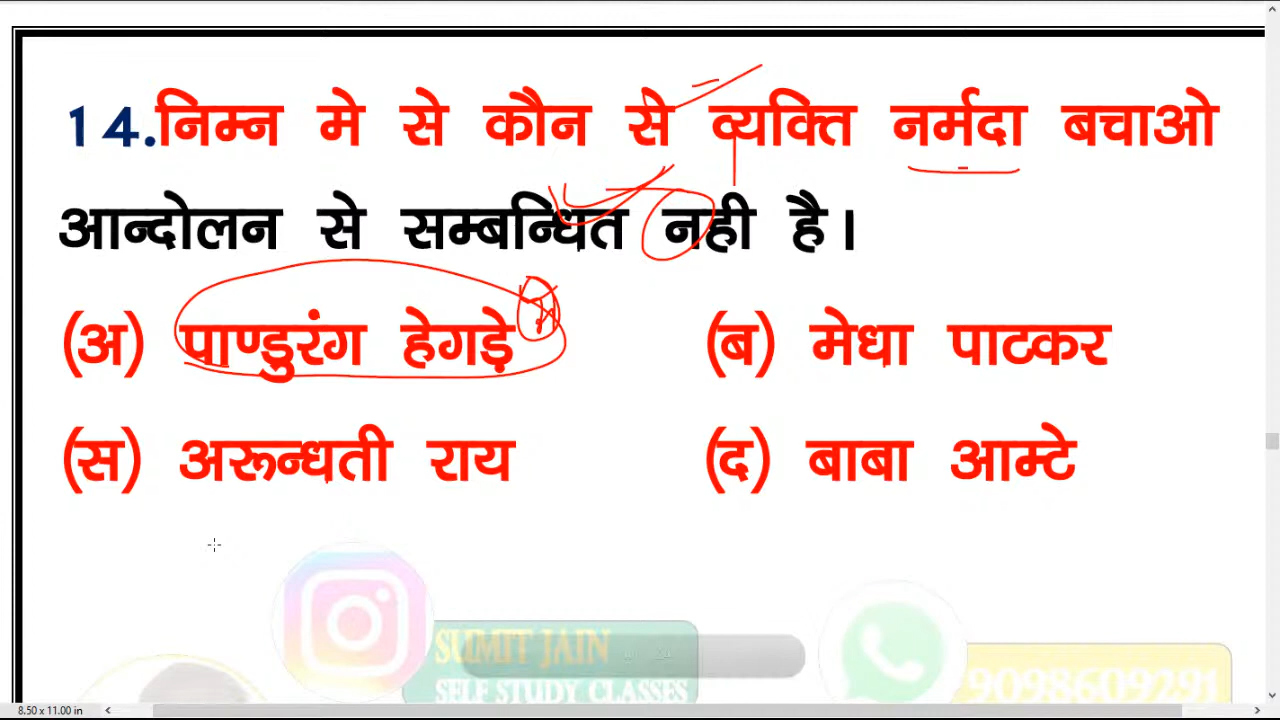 14.निम्न मे से कौन से व्यक्ति नर्मदा बचाओ
आन्दोलन से सम्बन्धित नही है।
(अ) पाण्डुरंग हेगड़े (ब) मेधा पाटकर
(स) अरून्धती राय (द) बाबा आम्टे
SUMIT JAIN
SELF STUDY CLASSES
8.50 x 11.00 in